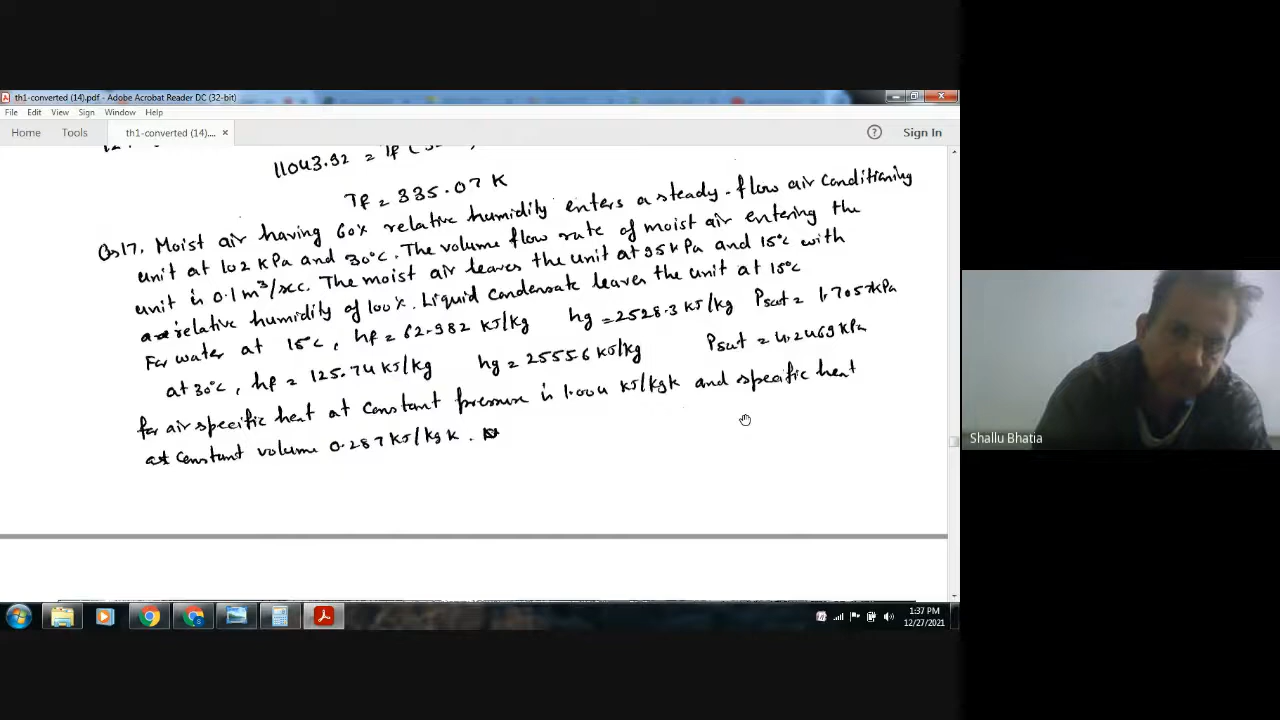 th1-converted (14).pdf - Adobe Acrobat Reader DC (32-bit)
File Edit View Sign Window Help
Home Tools th1-converted (14).... × ? Sign In
11043.92 = Tf (
Tf = 335.07 K
Qs 17. Moist air having 60% relative humidity enters a steady-flow air Conditioning
unit at 102 kPa and 30°C. The volume flow rate of moist air entering the
unit is 0.1 m³/sec. The moist air leaves the unit at 95 kPa and 15°C with
a relative humidity of 100%. Liquid Condensate leaves the unit at 15°C
For water at 15°C, hf = 62.982 KJ/kg hg = 2528.3 KJ/kg Psat = 1.7057 kPa
at 30°C, hf = 125.74 KJ/kg hg = 2555.6 KJ/kg Psat = 4.2469 kPa
for air specific heat at Constant pressure is 1.004 KJ/kg K and specific heat
at Constant volume 0.287 KJ/kg K.
Shallu Bhatia
1:37 PM
12/27/2021